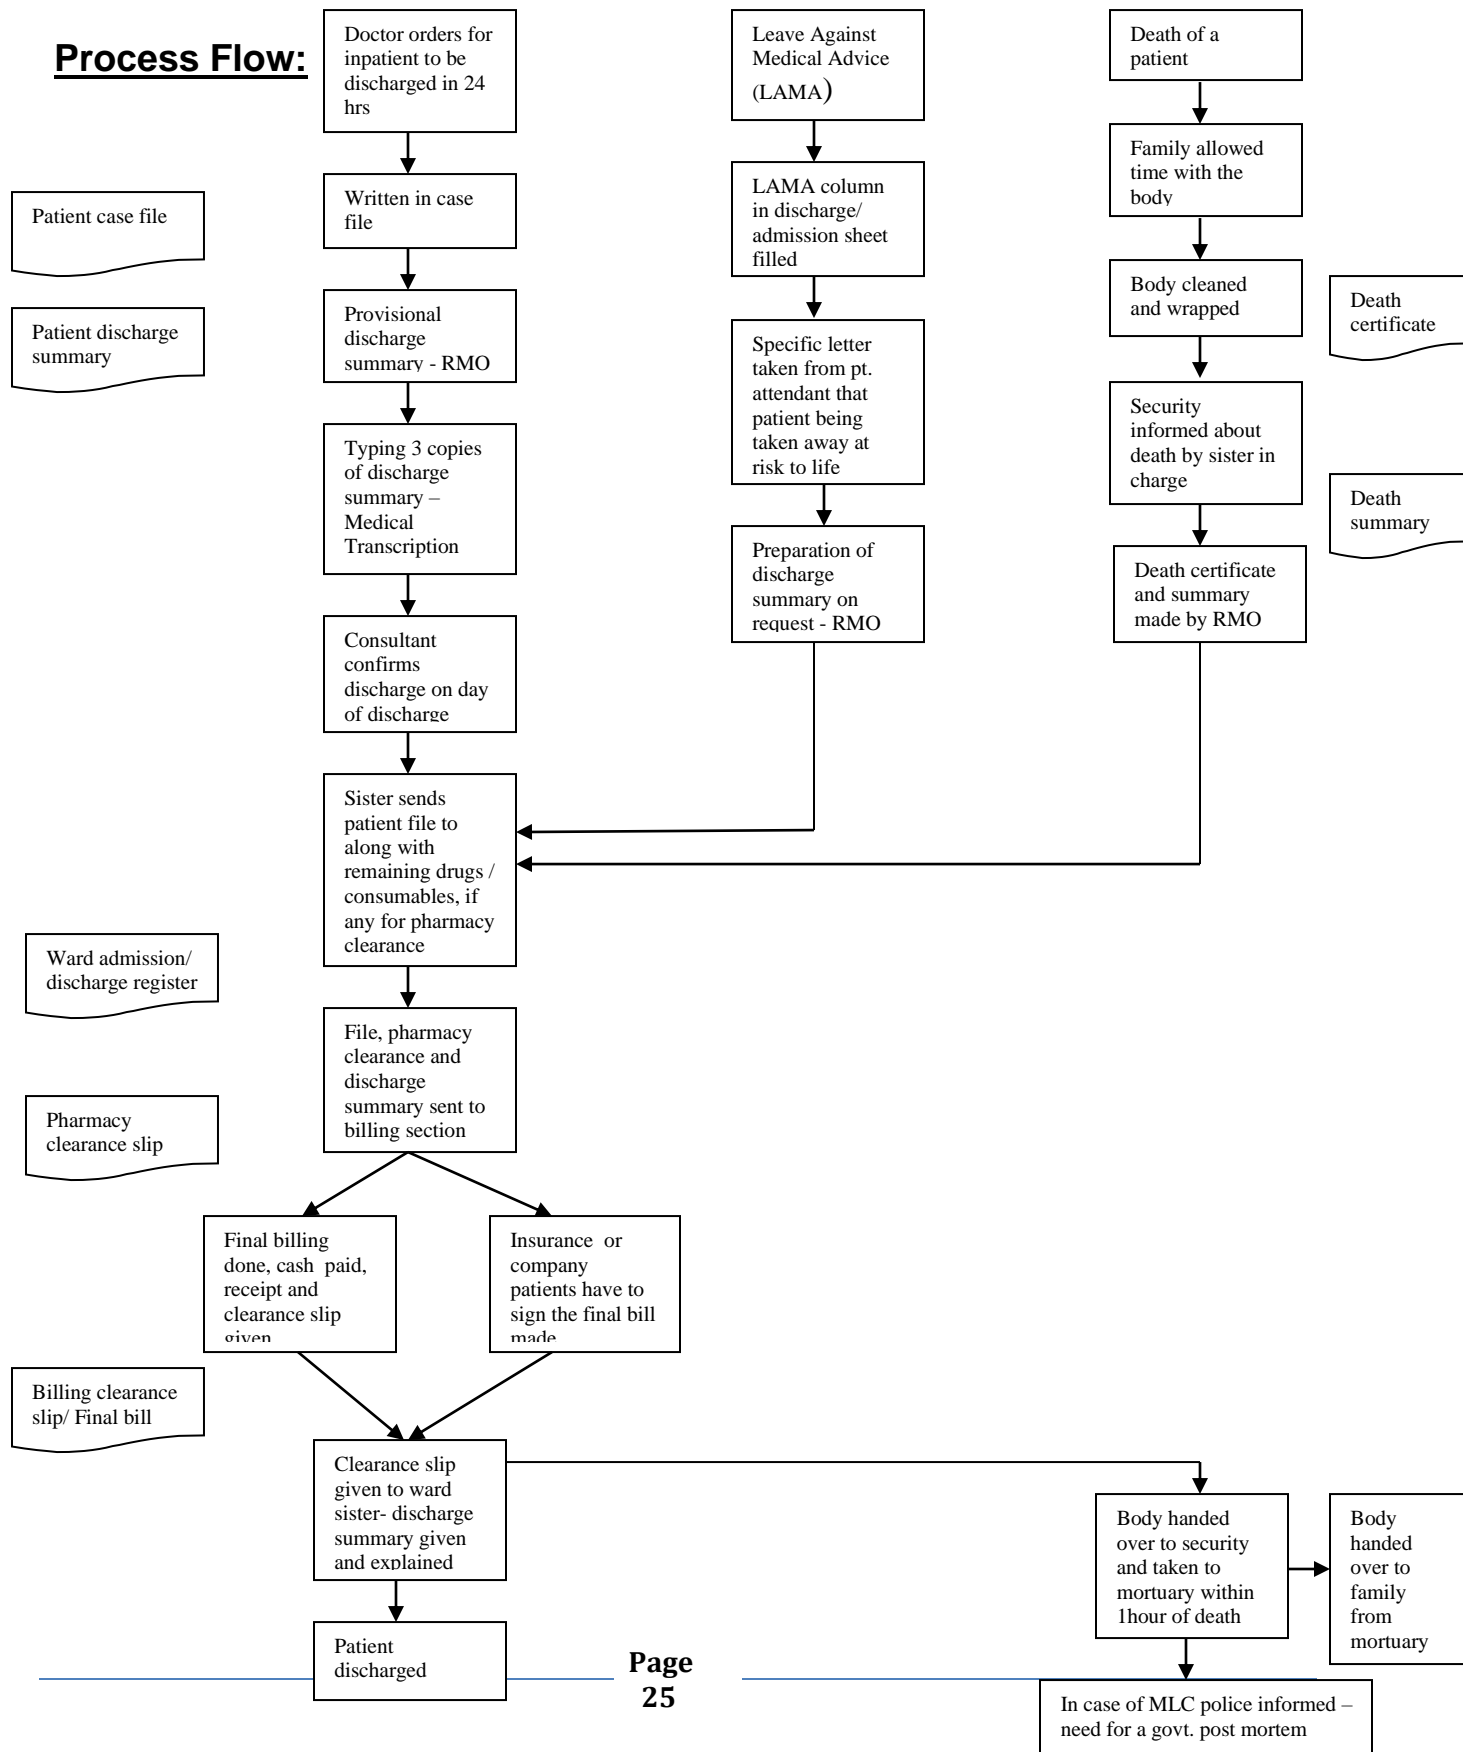 Process Flow:
Doctor orders for
inpatient to be
discharged in 24
hrs
Written in case
file
Provisional
discharge
summary - RMO
Typing 3 copies
of discharge
summary –
Medical
Transcription
Consultant
confirms
discharge on day
of discharge
Sister sends
patient file to
along with
remaining drugs /
consumables, if
any for pharmacy
clearance
File, pharmacy
clearance and
discharge
summary sent to
billing section
Final billing
done, cash paid,
receipt and
clearance slip
given
Insurance or
company
patients have to
sign the final bill
made
Clearance slip
given to ward
sister- discharge
summary given
and explained
Patient
discharged
Leave Against
Medical Advice
(LAMA)
LAMA column
in discharge/
admission sheet
filled
Specific letter
taken from pt.
attendant that
patient being
taken away at
risk to life
Preparation of
discharge
summary on
request - RMO
Death of a
patient
Family allowed
time with the
body
Body cleaned
and wrapped
Security
informed about
death by sister in
charge
Death certificate
and summary
made by RMO
Body handed
over to security
and taken to
mortuary within
1hour of death
Body
handed
over to
family
from
mortuary
In case of MLC police informed –
need for a govt. post mortem
Patient case file
Patient discharge
summary
Ward admission/
discharge register
Pharmacy
clearance slip
Billing clearance
slip/ Final bill
Death
certificate
Death
summary
Page
25